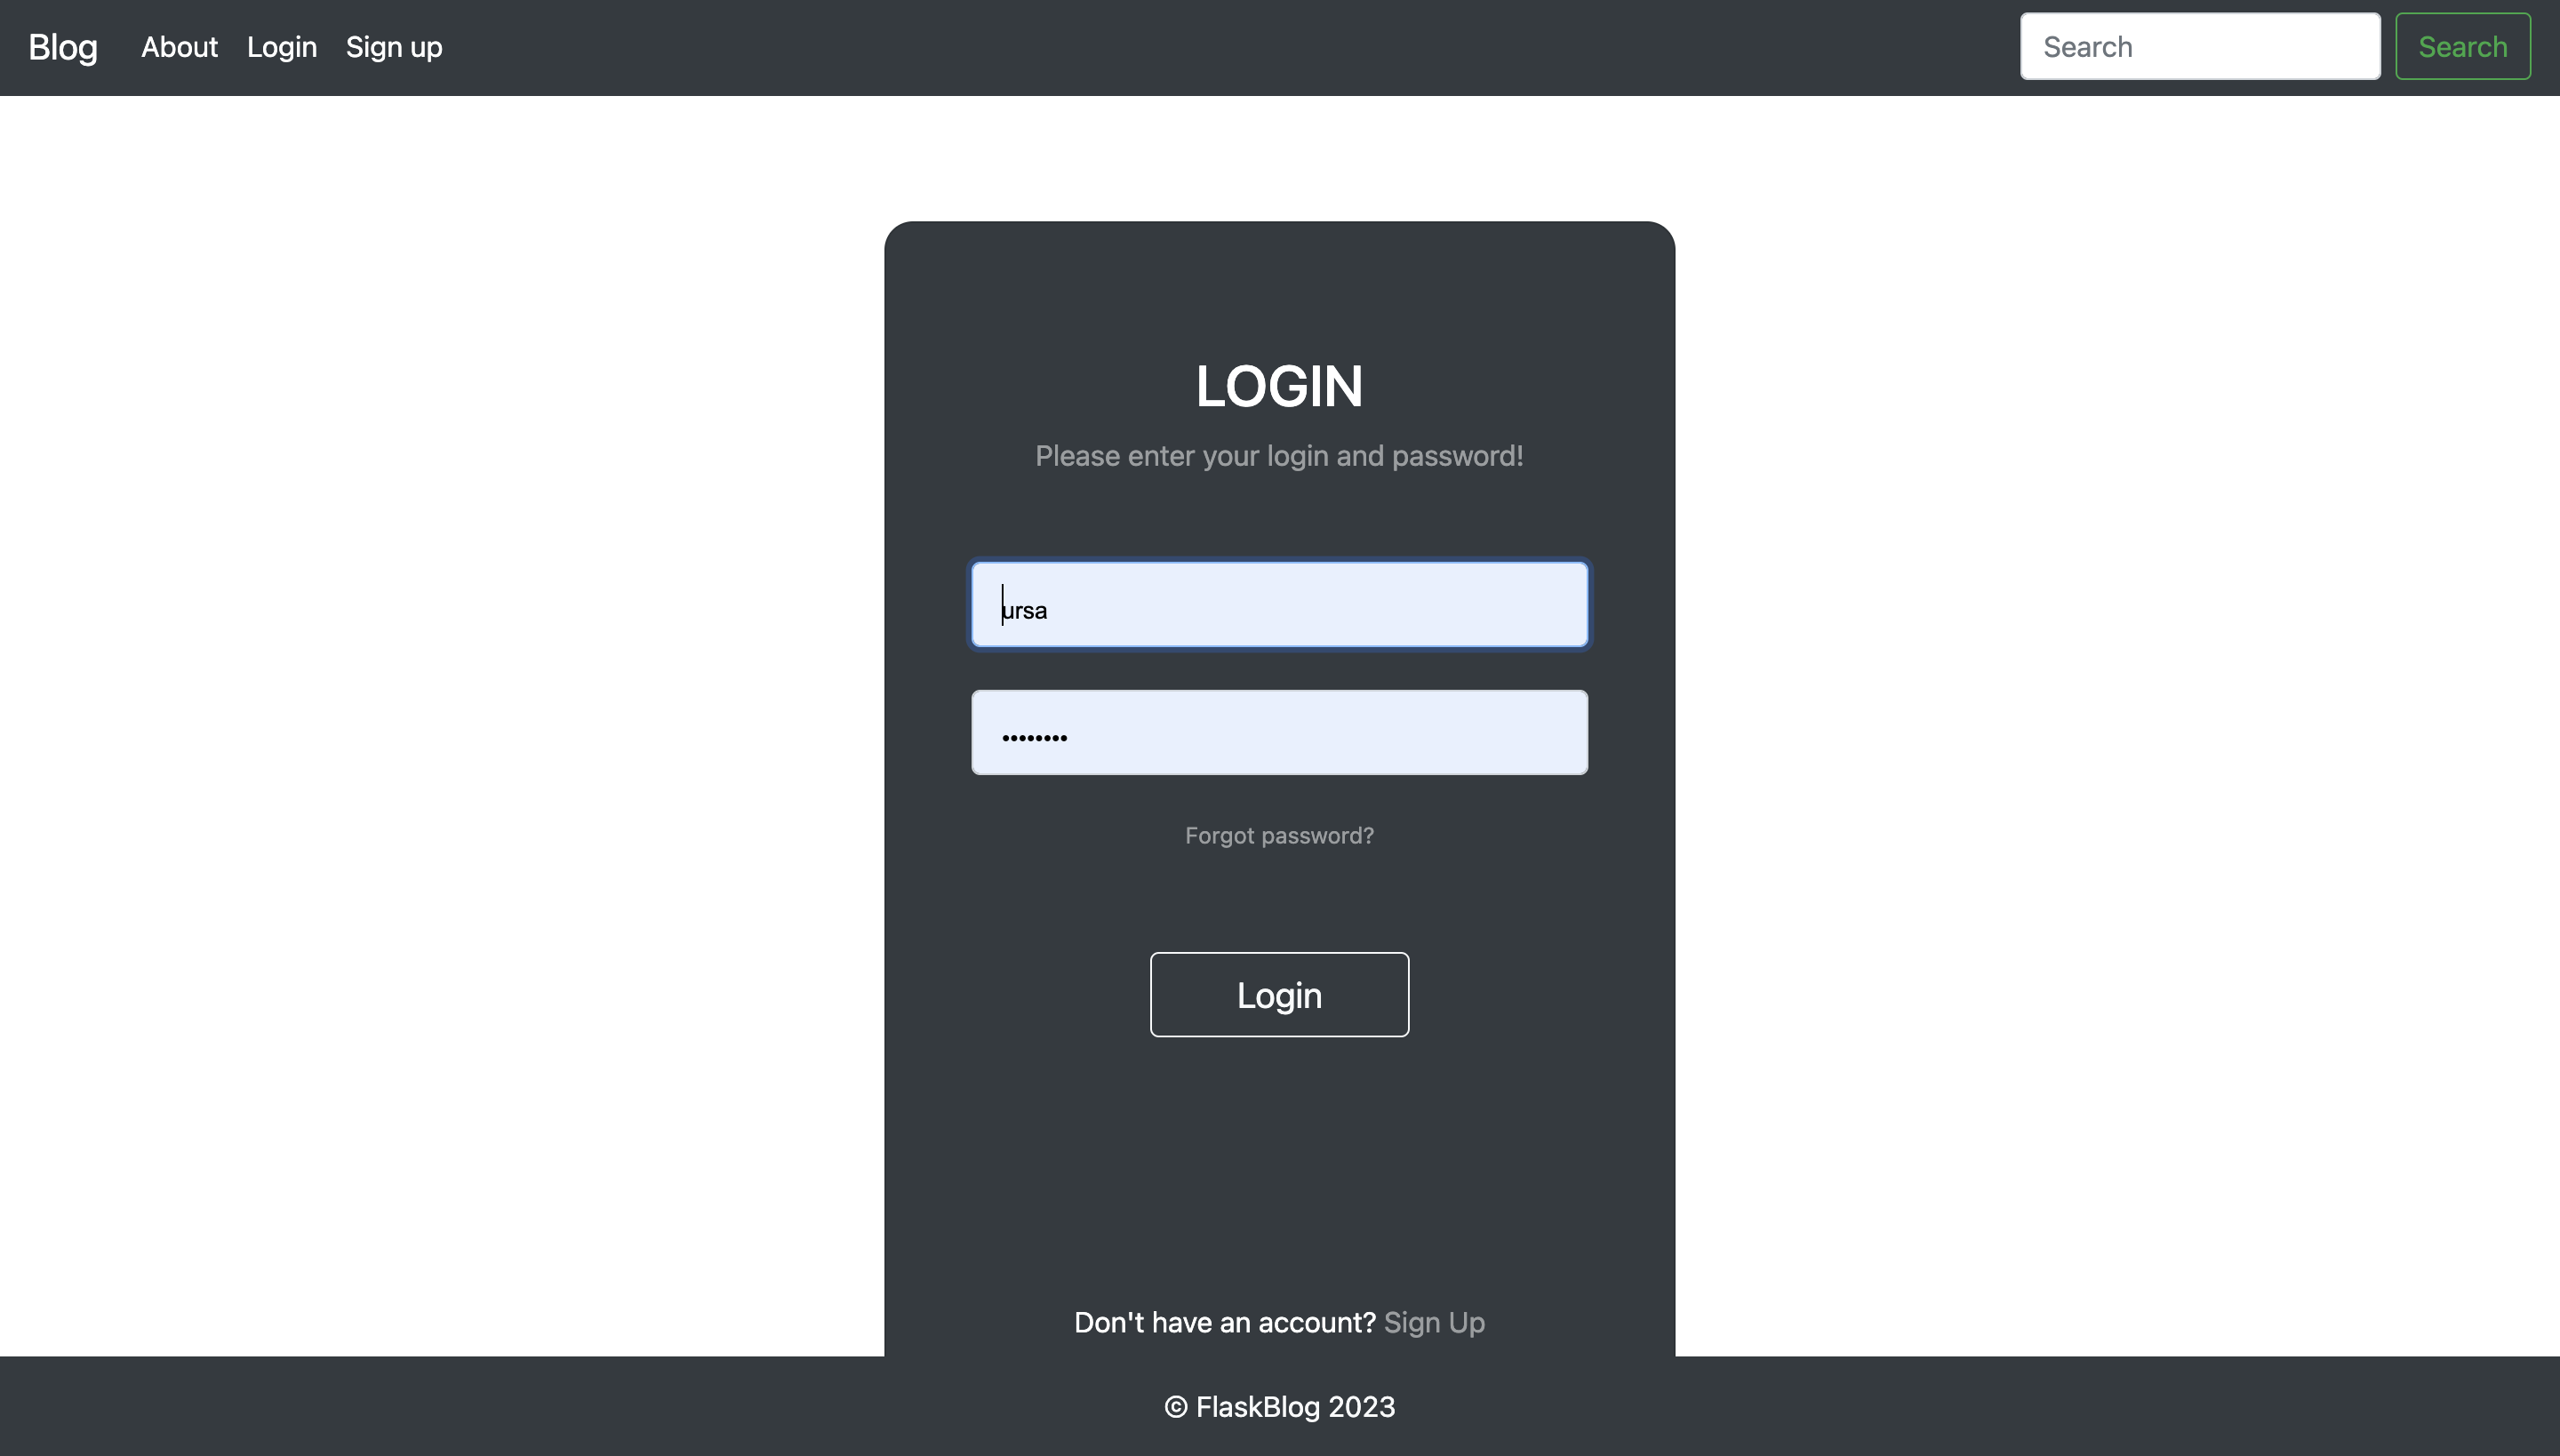 Blog About Login Sign up Search Search
LOGIN
Please enter your login and password!
ursa
••••••••
Forgot password?
Login
Don't have an account? Sign Up
© FlaskBlog 2023